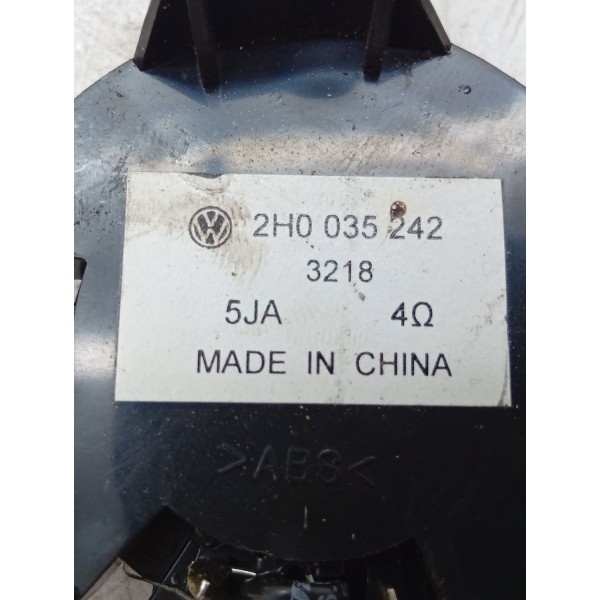 2H0 035 242
3218
5JA 4Ω
MADE IN CHINA
>ABS<